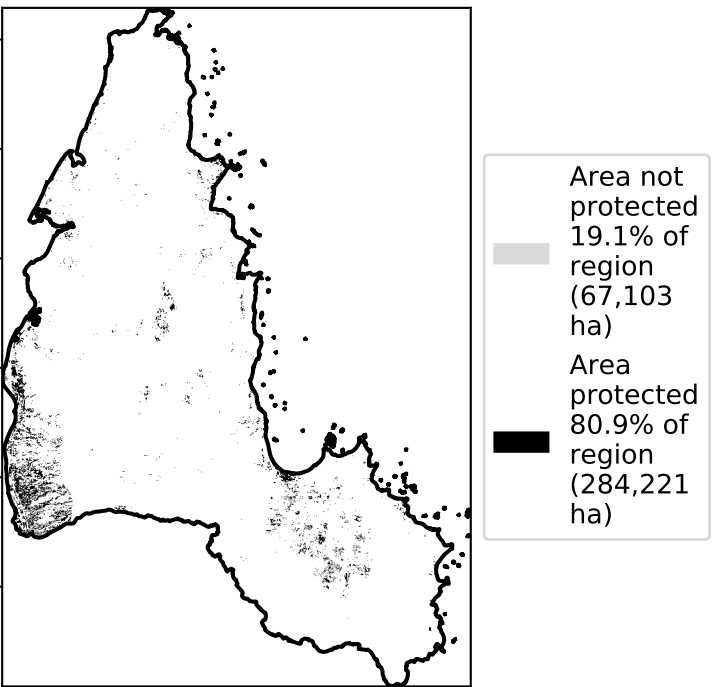 Area not
protected
19.1% of
region
(67,103
ha)
Area
protected
80.9% of
region
(284,221
ha)